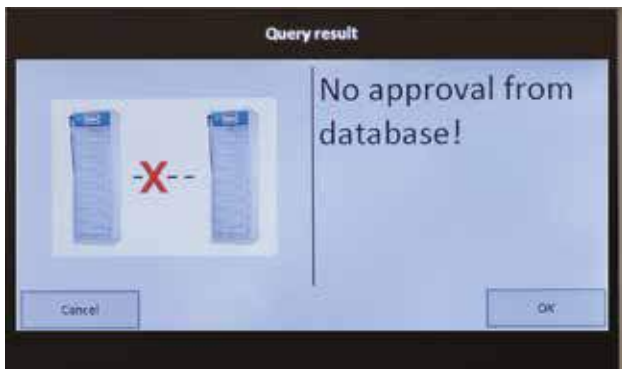 Query result
No approval from
database!
X
Cancel
OK